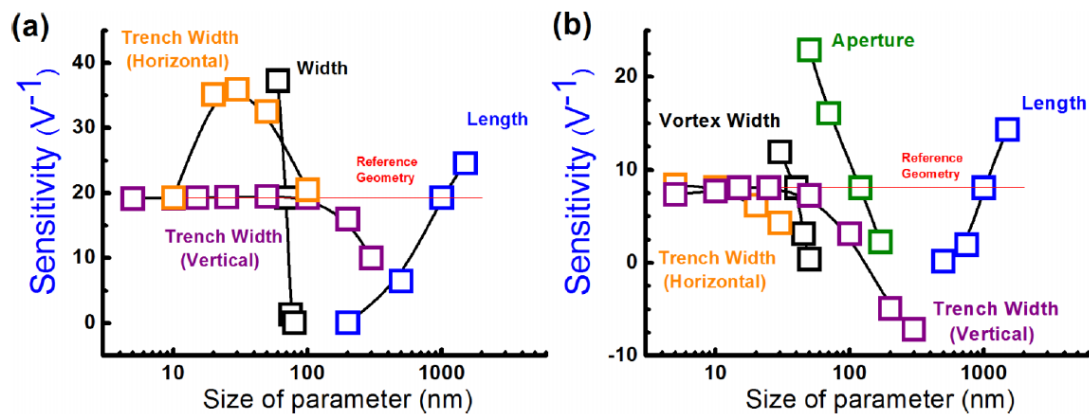 (a)
Sensitivity (V⁻¹)
40
30
20
10
0
Trench Width
(Horizontal)
Width
Length
Reference
Geometry
Trench Width
(Vertical)
10
100
1000
Size of parameter (nm)
(b)
Sensitivity (V⁻¹)
20
10
0
-10
Aperture
Vortex Width
Length
Reference
Geometry
Trench Width
(Horizontal)
Trench Width
(Vertical)
10
100
1000
Size of parameter (nm)